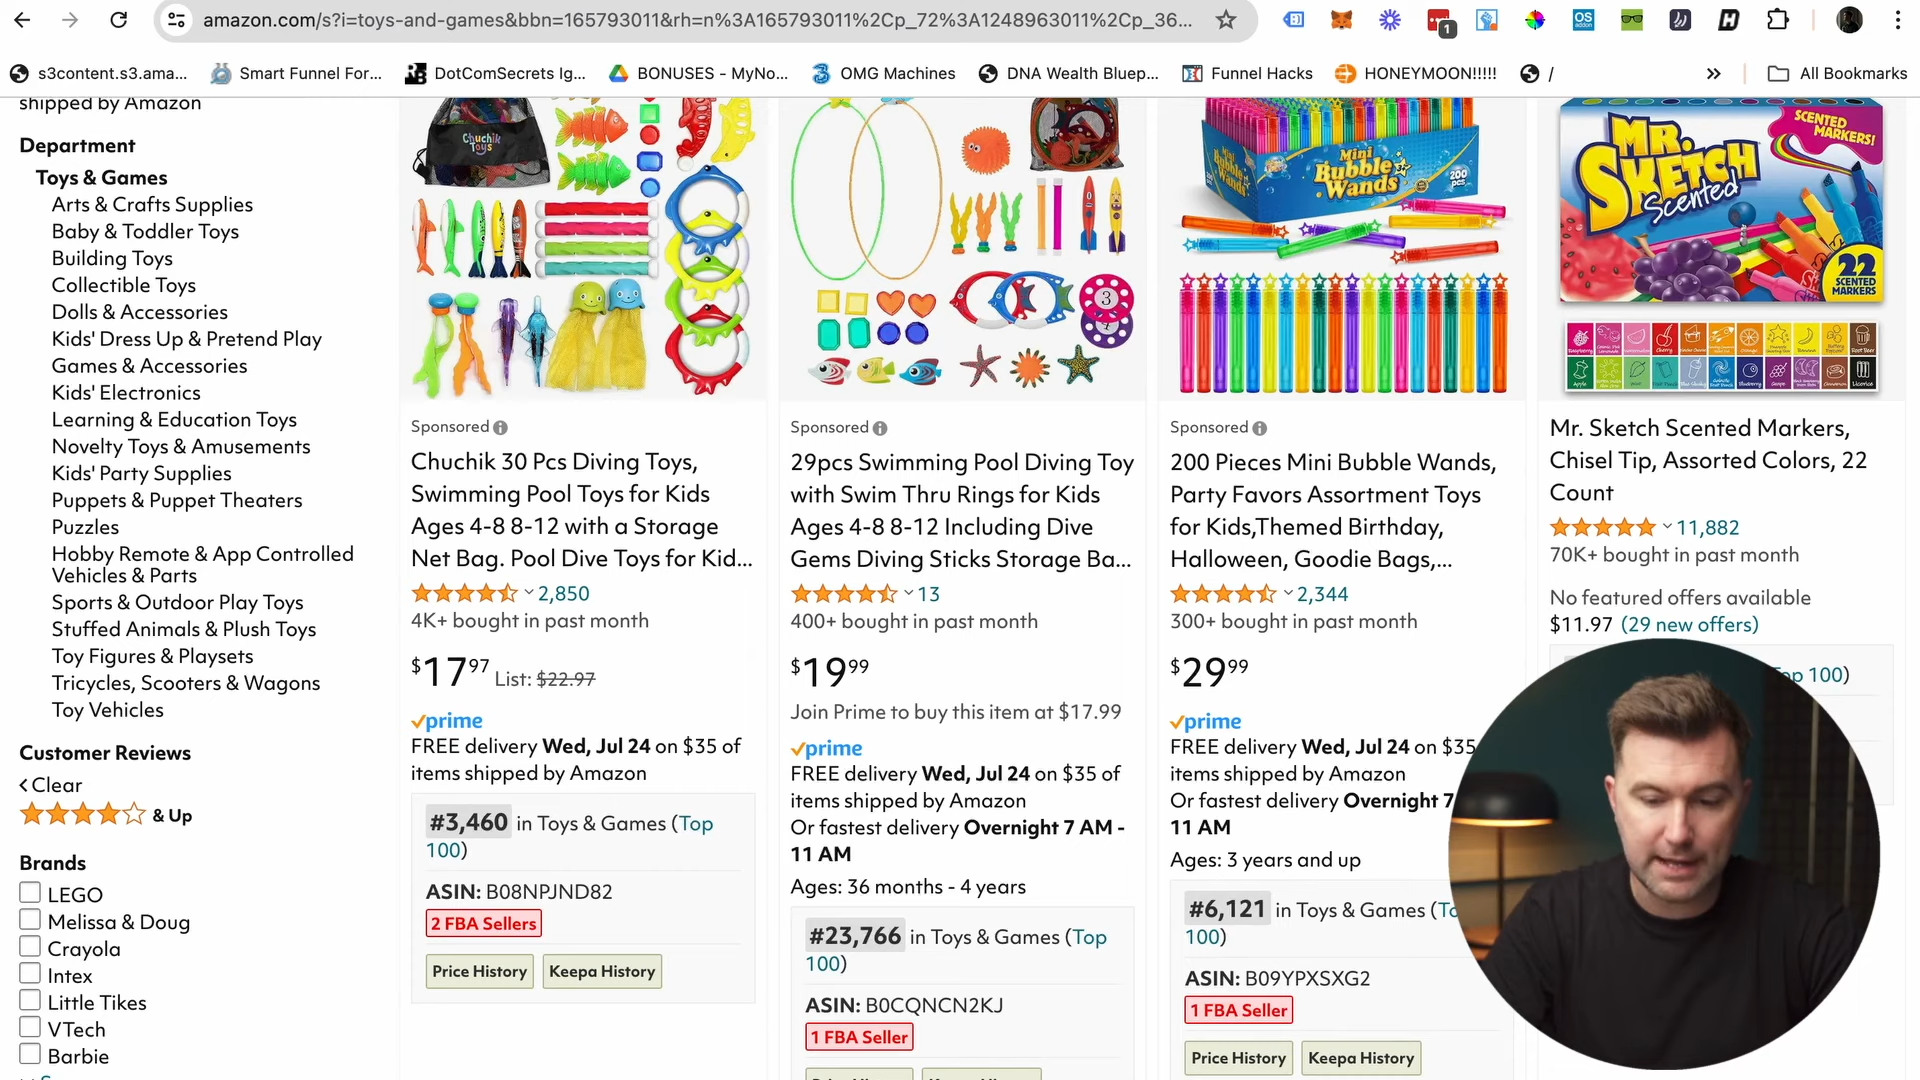 amazon.com/s?i=toys-and-games&bbn=165793011&rh=n%3A165793011%2Cp_72%3A1248963011%2Cp_36...
s3content.s3.ama...
Smart Funnel For...
DotComSecrets Ig...
BONUSES - MyNo...
OMG Machines
DNA Wealth Bluep...
Funnel Hacks
HONEYMOON!!!!!
/
»
All Bookmarks
shipped by Amazon
Department
Toys & Games
Arts & Crafts Supplies
Baby & Toddler Toys
Building Toys
Collectible Toys
Dolls & Accessories
Kids' Dress Up & Pretend Play
Games & Accessories
Kids' Electronics
Learning & Education Toys
Novelty Toys & Amusements
Kids' Party Supplies
Puppets & Puppet Theaters
Puzzles
Hobby Remote & App Controlled
Vehicles & Parts
Sports & Outdoor Play Toys
Stuffed Animals & Plush Toys
Toy Figures & Playsets
Tricycles, Scooters & Wagons
Toy Vehicles
Customer Reviews
Clear
& Up
Brands
LEGO
Melissa & Doug
Crayola
Intex
Little Tikes
VTech
Barbie
Chuchik
Toys
Sponsored
Chuchik 30 Pcs Diving Toys,
Swimming Pool Toys for Kids
Ages 4-8 8-12 with a Storage
Net Bag. Pool Dive Toys for Kid...
2,850
4K+ bought in past month
$17.97 List: $22.97
prime
FREE delivery Wed, Jul 24 on $35 of
items shipped by Amazon
#3,460 in Toys & Games (Top
100)
ASIN: B08NPJND82
2 FBA Sellers
Price History
Keepa History
Sponsored
29pcs Swimming Pool Diving Toy
with Swim Thru Rings for Kids
Ages 4-8 8-12 Including Dive
Gems Diving Sticks Storage Ba...
13
400+ bought in past month
$19.99
Join Prime to buy this item at $17.99
prime
FREE delivery Wed, Jul 24 on $35 of
items shipped by Amazon
Or fastest delivery Overnight 7 AM -
11 AM
Ages: 36 months - 4 years
#23,766 in Toys & Games (Top
100)
ASIN: B0CQNCN2KJ
1 FBA Seller
Mini
Bubble
Wands
200
pcs
Sponsored
200 Pieces Mini Bubble Wands,
Party Favors Assortment Toys
for Kids,Themed Birthday,
Halloween, Goodie Bags,...
2,344
300+ bought in past month
$29.99
prime
FREE delivery Wed, Jul 24 on $35
items shipped by Amazon
Or fastest delivery Overnight 7
11 AM
Ages: 3 years and up
#6,121 in Toys & Games (To
100)
ASIN: B09YPXSXG2
1 FBA Seller
Price History
Keepa History
MR.
SKETCH
Scented
SCENTED
MARKERS!
22
SCENTED
MARKERS
Mr. Sketch Scented Markers,
Chisel Tip, Assorted Colors, 22
Count
11,882
70K+ bought in past month
No featured offers available
$11.97 (29 new offers)
op 100)